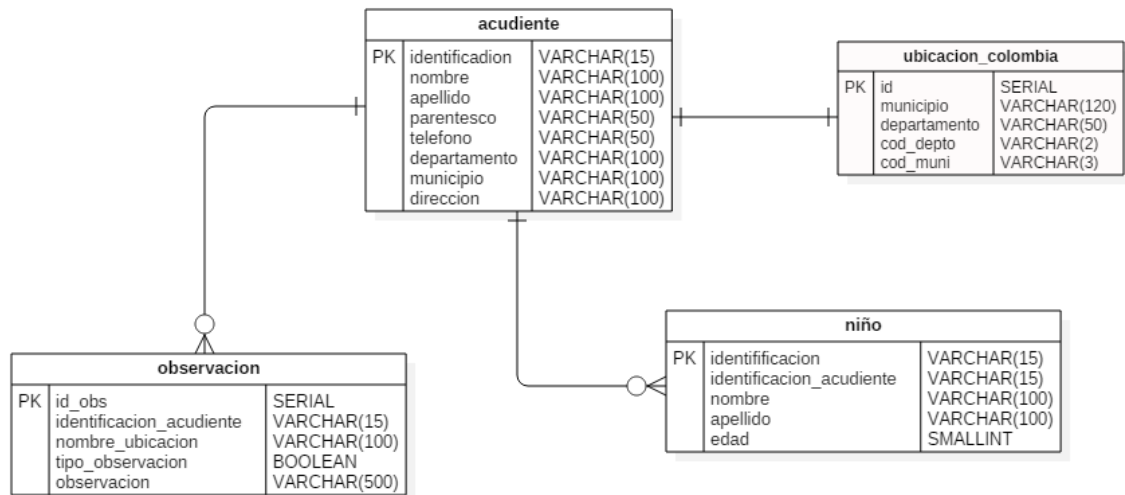 acudiente
PK identificadion VARCHAR(15)
nombre VARCHAR(100)
apellido VARCHAR(100)
parentesco VARCHAR(50)
telefono VARCHAR(50)
departamento VARCHAR(100)
municipio VARCHAR(100)
direccion VARCHAR(100)
ubicacion_colombia
PK id SERIAL
municipio VARCHAR(120)
departamento VARCHAR(50)
cod_depto VARCHAR(2)
cod_muni VARCHAR(3)
observacion
PK id_obs SERIAL
identificacion_acudiente VARCHAR(15)
nombre_ubicacion VARCHAR(100)
tipo_observacion BOOLEAN
observacion VARCHAR(500)
niño
PK identifificacion VARCHAR(15)
identificacion_acudiente VARCHAR(15)
nombre VARCHAR(100)
apellido VARCHAR(100)
edad SMALLINT